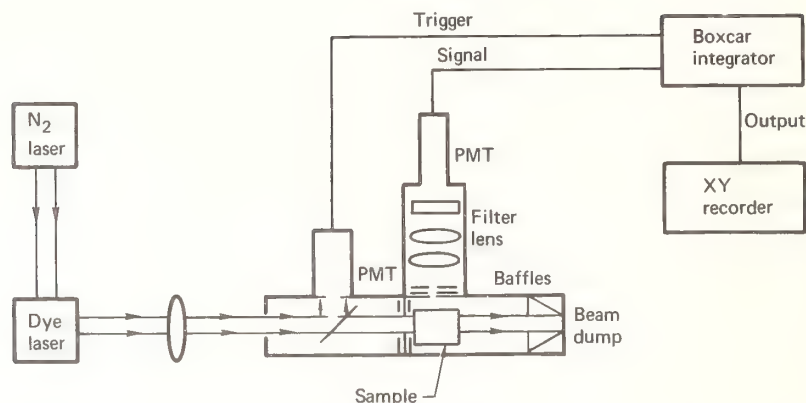 Trigger
Boxcar
integrator
Signal
N2
laser
Output
PMT
XY
recorder
Filter
lens
PMT
Baffles
Dye
laser
Beam
dump
Sample